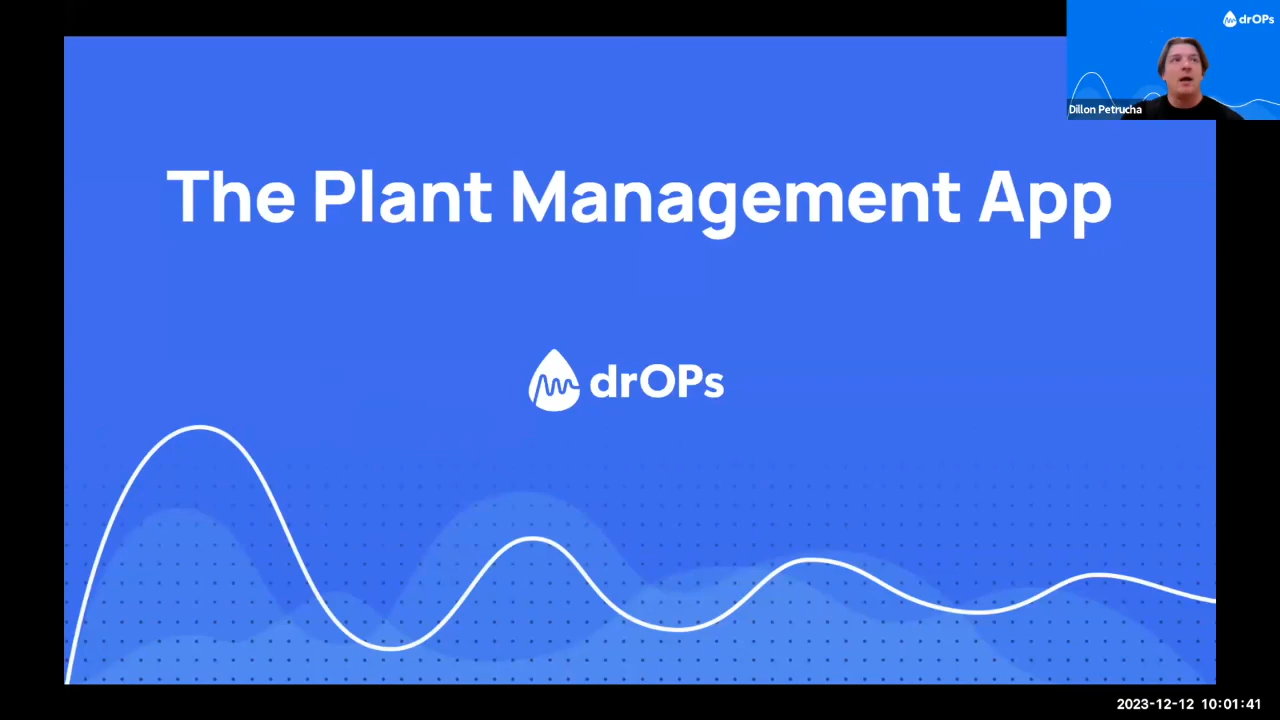 drOPs
Dillon Petrucha
The Plant Management App
drOPs
2023-12-12 10:01:41